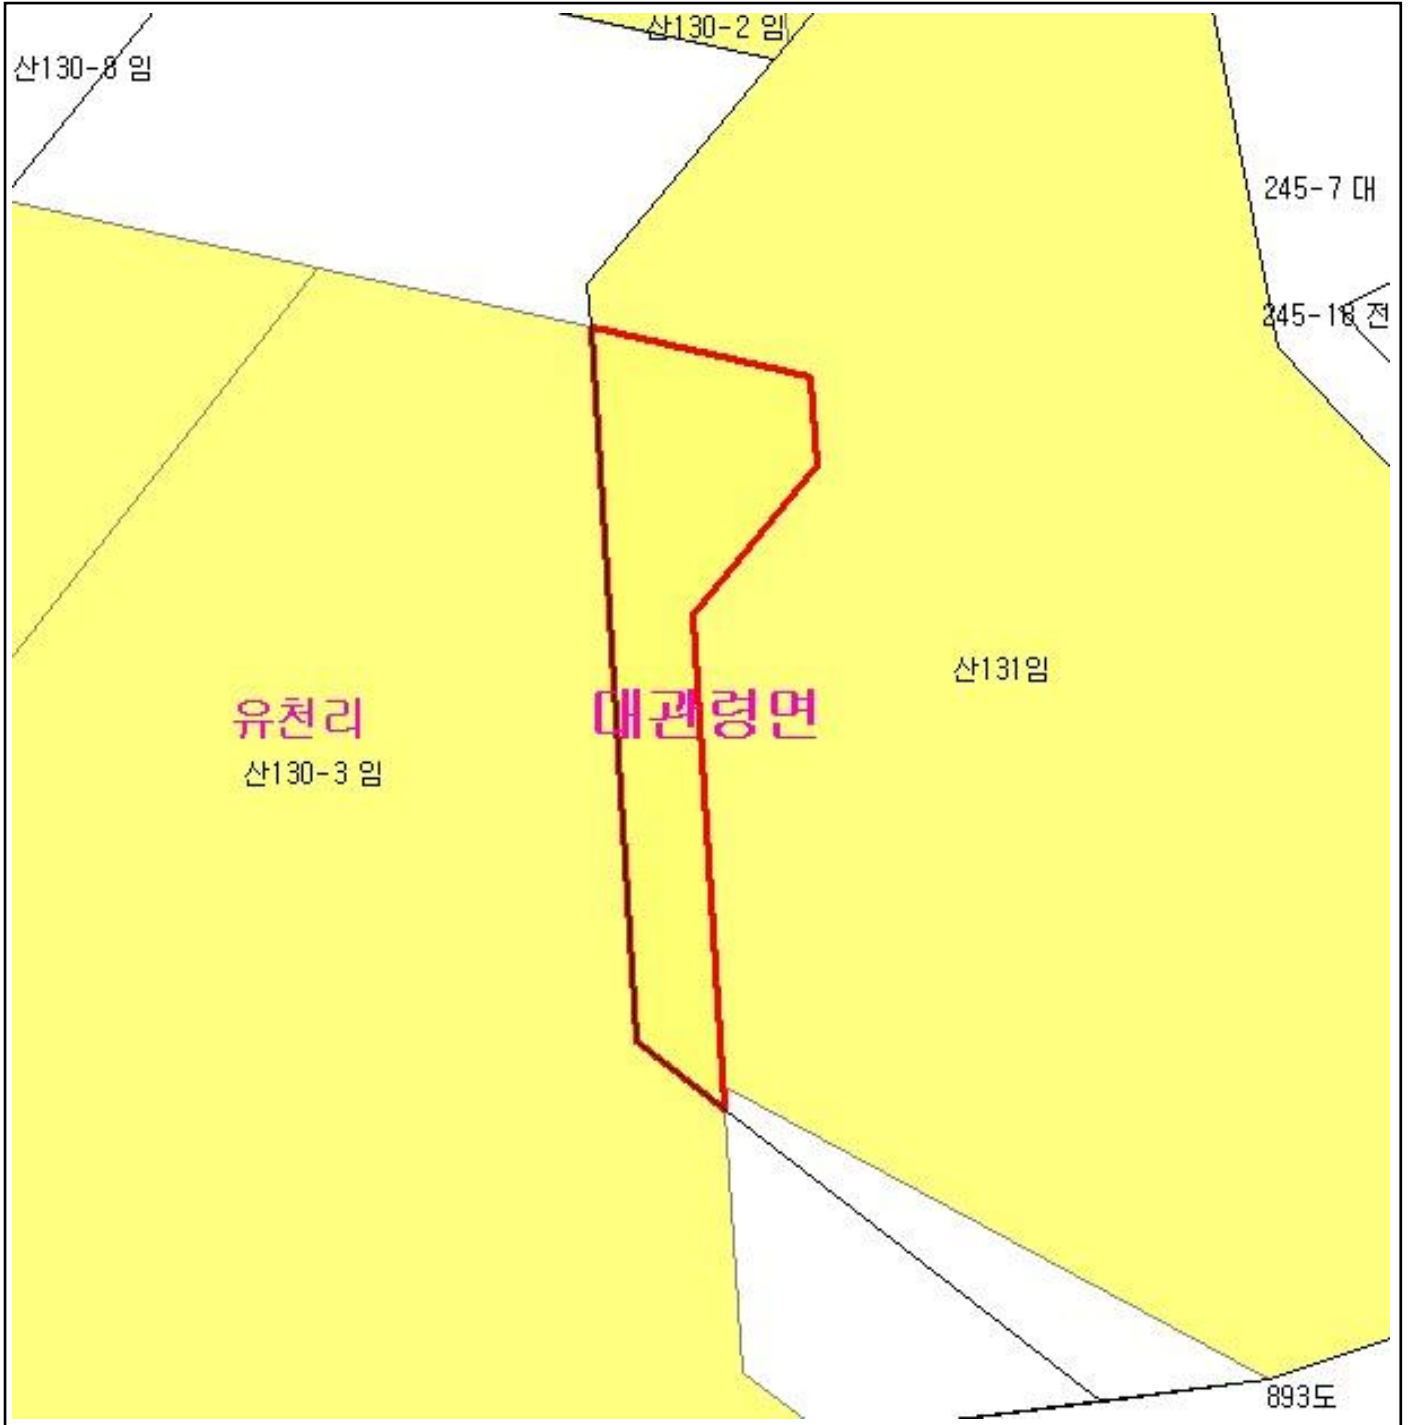 산130-2 임
산130-8 임
245-7 대
245-18 전
산131임
유천리
대관령면
산130-3 임
893도